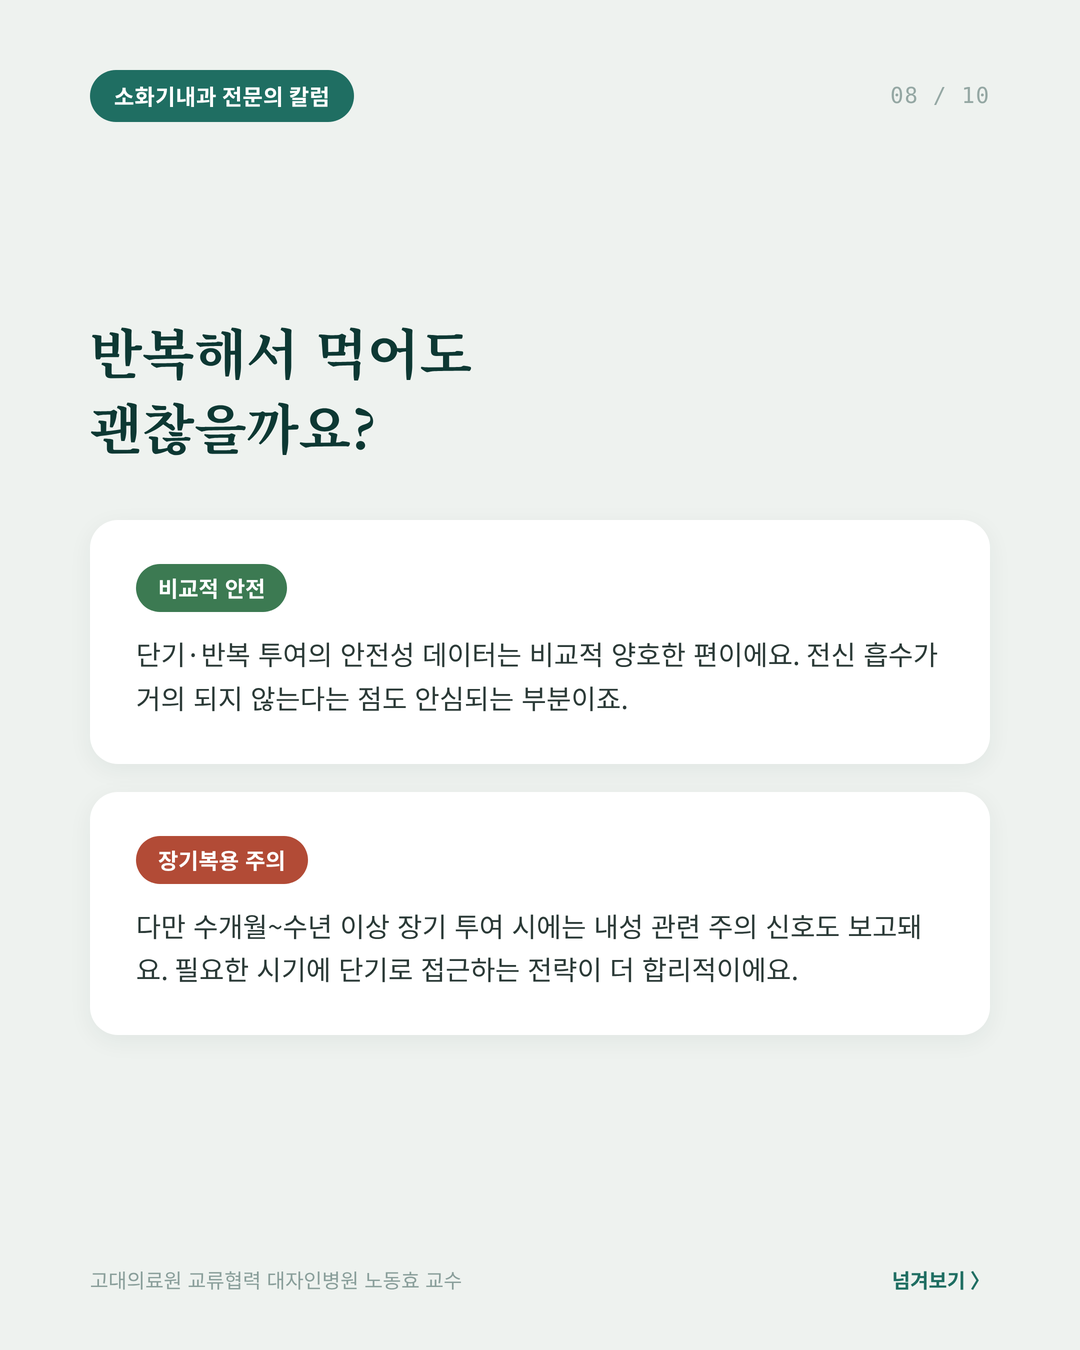 소화기내과 전문의 칼럼
08 / 10
반복해서 먹어도
괜찮을까요?
비교적 안전
단기·반복 투여의 안전성 데이터는 비교적 양호한 편이에요. 전신 흡수가
거의 되지 않는다는 점도 안심되는 부분이죠.
장기복용 주의
다만 수개월~수년 이상 장기 투여 시에는 내성 관련 주의 신호도 보고돼
요. 필요한 시기에 단기로 접근하는 전략이 더 합리적이에요.
고대의료원 교류협력 대자인병원 노동효 교수
넘겨보기 〉